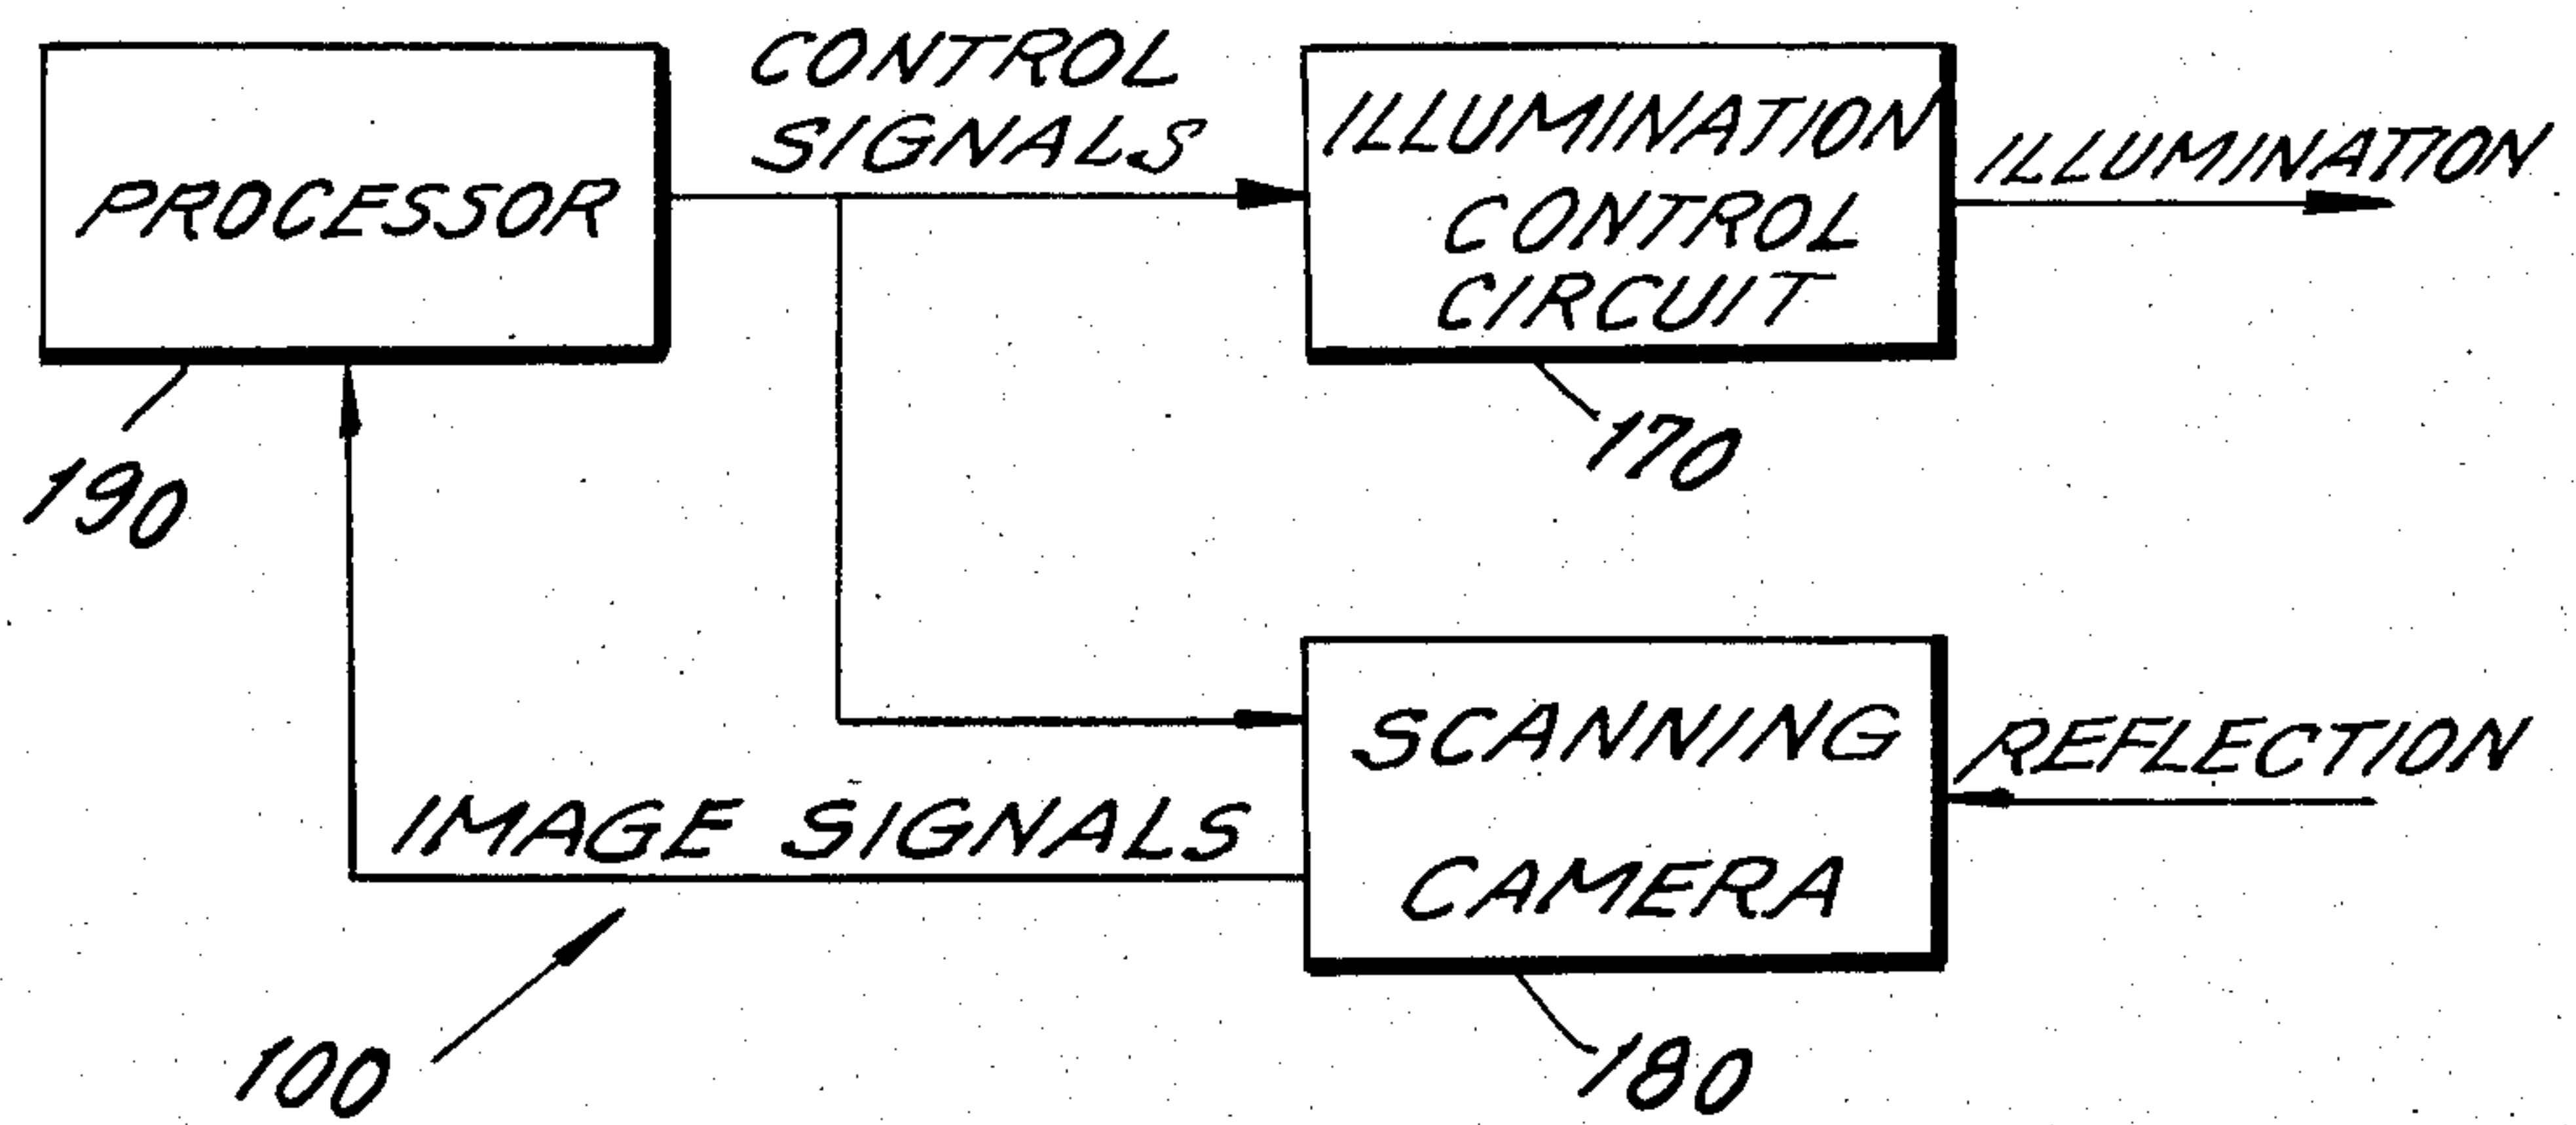 CONTROL
SIGNALS
PROCESSOR
190
ILLUMINATION
CONTROL
CIRCUIT
170
ILLUMINATION
SCANNING
CAMERA
180
REFLECTION
IMAGE SIGNALS
100